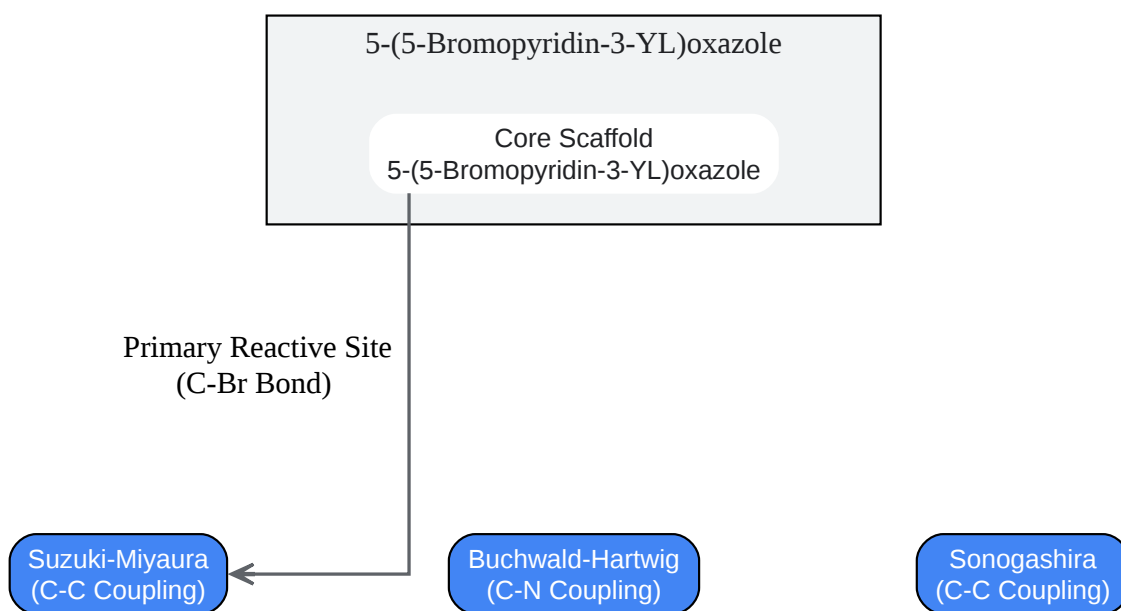 5-(5-Bromopyridin-3-YL)oxazole
Core Scaffold
5-(5-Bromopyridin-3-YL)oxazole
Primary Reactive Site
(C-Br Bond)
Suzuki-Miyaura
(C-C Coupling)
Buchwald-Hartwig
(C-N Coupling)
Sonogashira
(C-C Coupling)